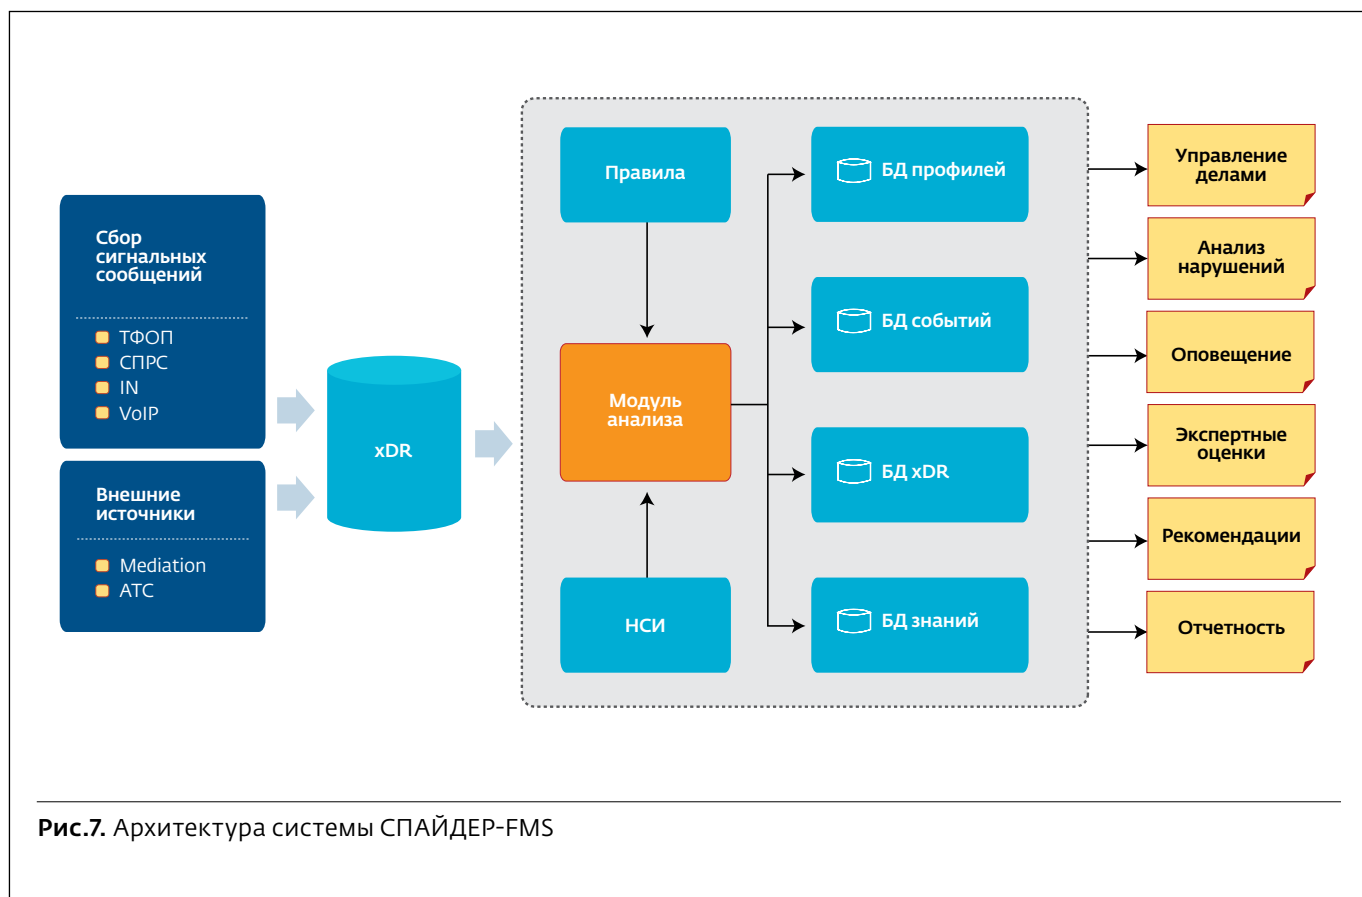 Сбор
сигнальных
сообщений
ТФОП
СПРС
IN
VoIP
Внешние
источники
Mediation
АТС
xDR
Правила
Модуль
анализа
НСИ
БД профилей
БД событий
БД xDR
БД знаний
Управление
делами
Анализ
нарушений
Оповещение
Экспертные
оценки
Рекомендации
Отчетность
Рис.7. Архитектура системы СПАЙДЕР-FMS